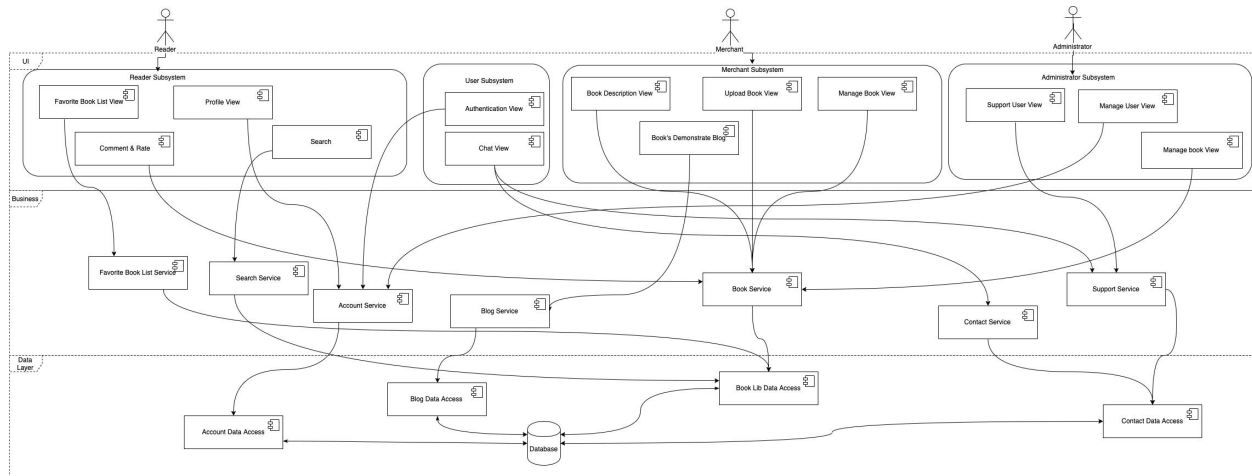 Reader
Merchant
Administrator
UI
Reader Subsystem
User Subsystem
Merchant Subsystem
Administrator Subsystem
Favorite Book List View
Profile View
Authentication View
Book Description View
Upload Book View
Manage Book View
Support User View
Manage User View
Comment & Rate
Search
Chat View
Book's Demonstrate Blog
Manage book View
Business
Favorite Book List Service
Search Service
Account Service
Blog Service
Book Service
Contact Service
Support Service
Data
Layer
Account Data Access
Blog Data Access
Book Lib Data Access
Contact Data Access
Database